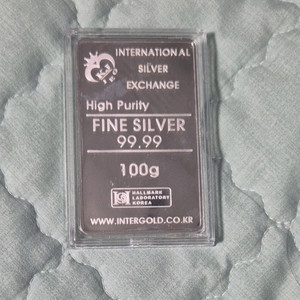 INTERNATIONAL
SILVER
EXCHANGE
High Purity
FINE SILVER
99.99
100g
HALLMARK
LABORATORY
KOREA
WWW.INTERGOLD.CO.KR